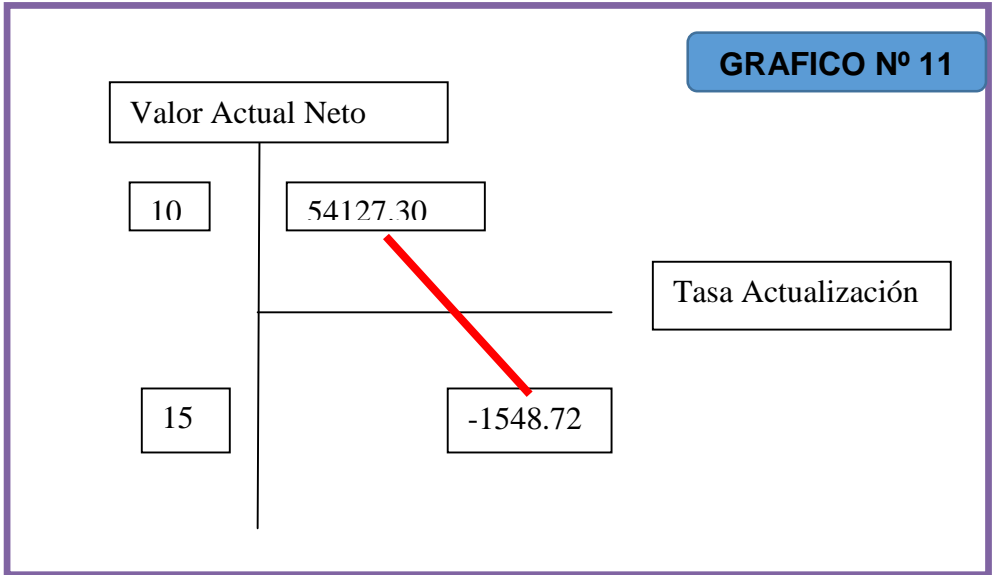 GRAFICO Nº 11
Valor Actual Neto
10
54127.30
Tasa Actualización
15
-1548.72